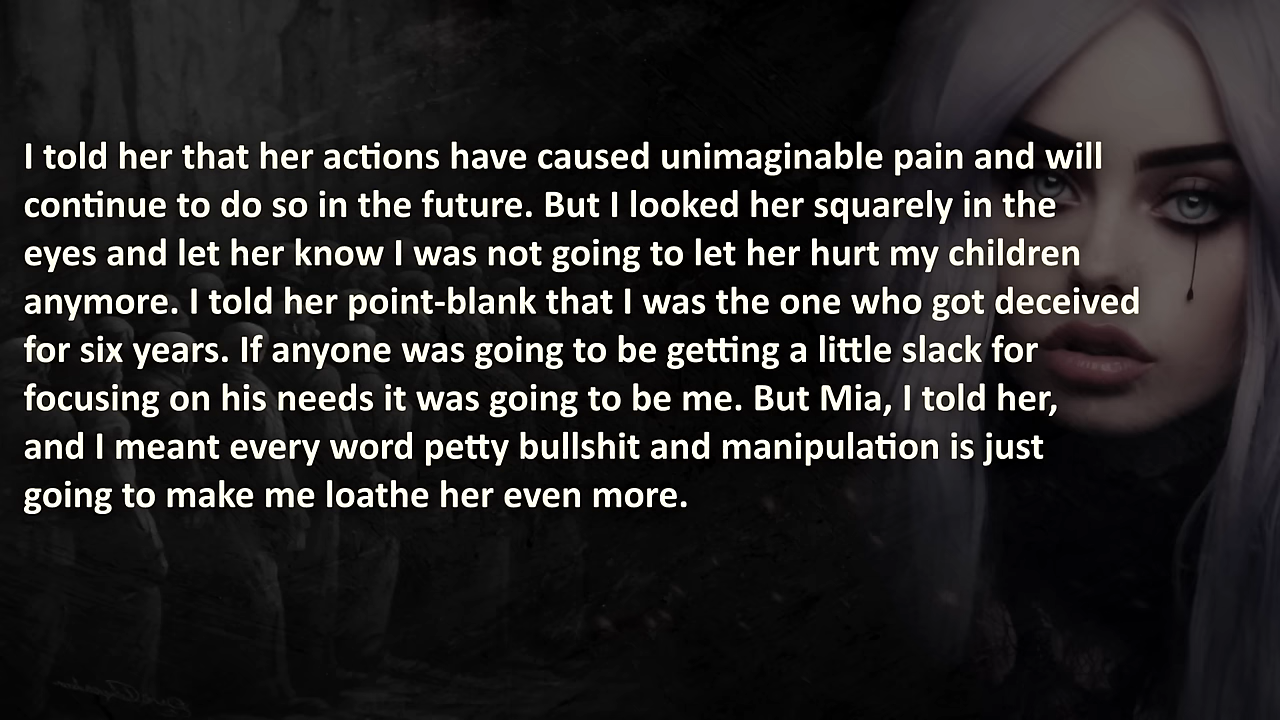 I told her that her actions have caused unimaginable pain and will
continue to do so in the future. But I looked her squarely in the
eyes and let her know I was not going to let her hurt my children
anymore. I told her point-blank that I was the one who got deceived
for six years. If anyone was going to be getting a little slack for
focusing on his needs it was going to be me. But Mia, I told her,
and I meant every word petty bullshit and manipulation is just
going to make me loathe her even more.